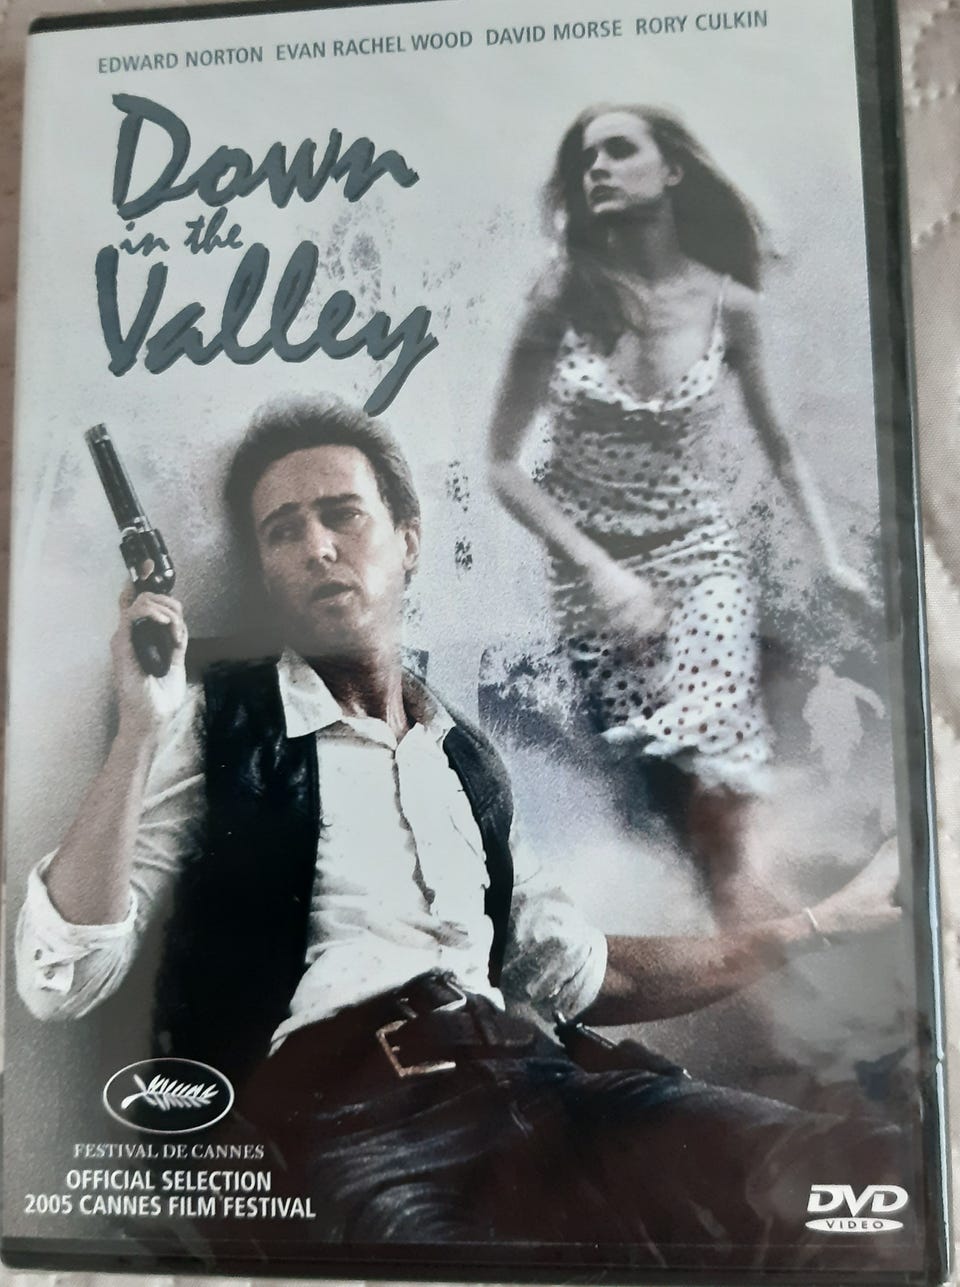 EDWARD NORTON EVAN RACHEL WOOD DAVID MORSE RORY CULKIN
Down
in the
Valley
FESTIVAL DE CANNES
OFFICIAL SELECTION
2005 CANNES FILM FESTIVAL
DVD
VIDEO